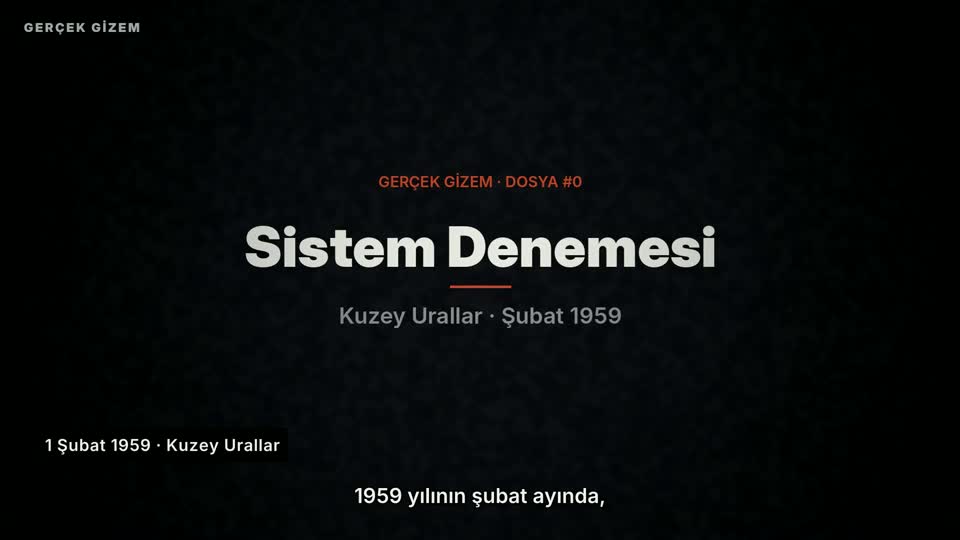 GERÇEK GİZEM
GERÇEK GİZEM · DOSYA #0
Sistem Denemesi
Kuzey Urallar · Şubat 1959
1 Şubat 1959 · Kuzey Urallar
1959 yılının şubat ayında,